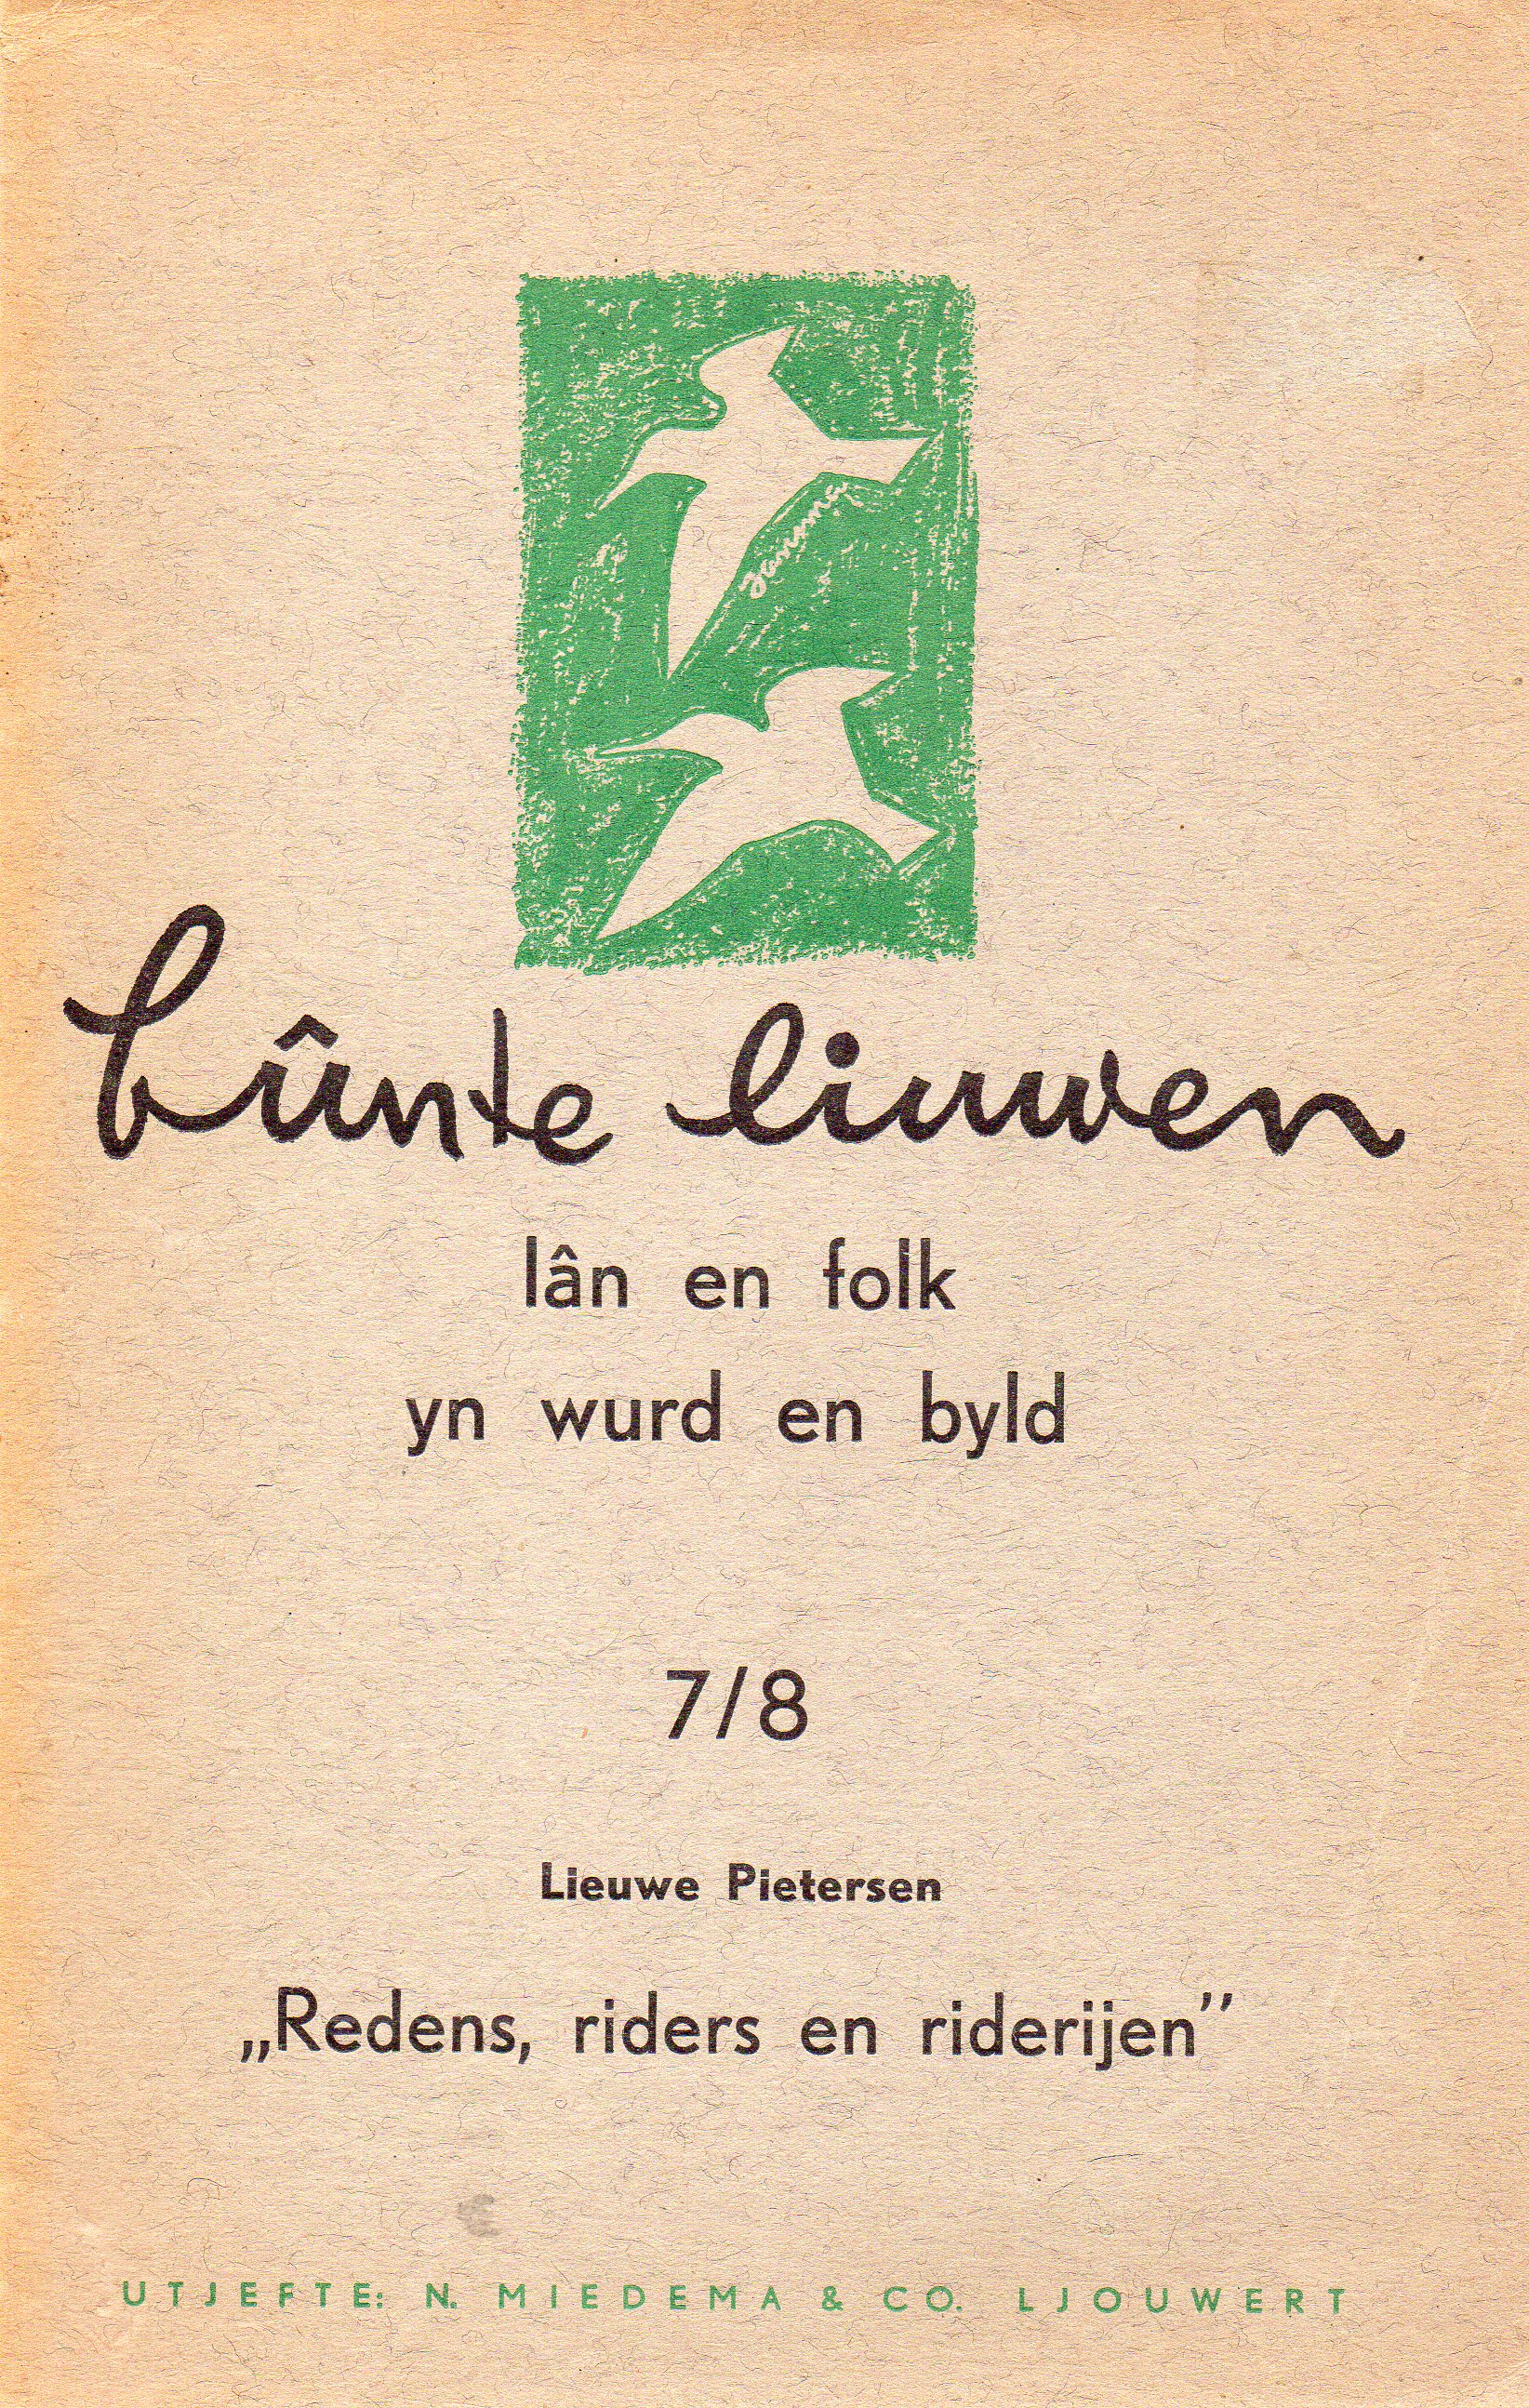 Janma
bûnte liuwen
lân en folk
yn wurd en byld
7/8
Lieuwe Pietersen
„Redens, riders en riderijen”
UTJEFTE: N. MIEDEMA & CO. LJOUWERT